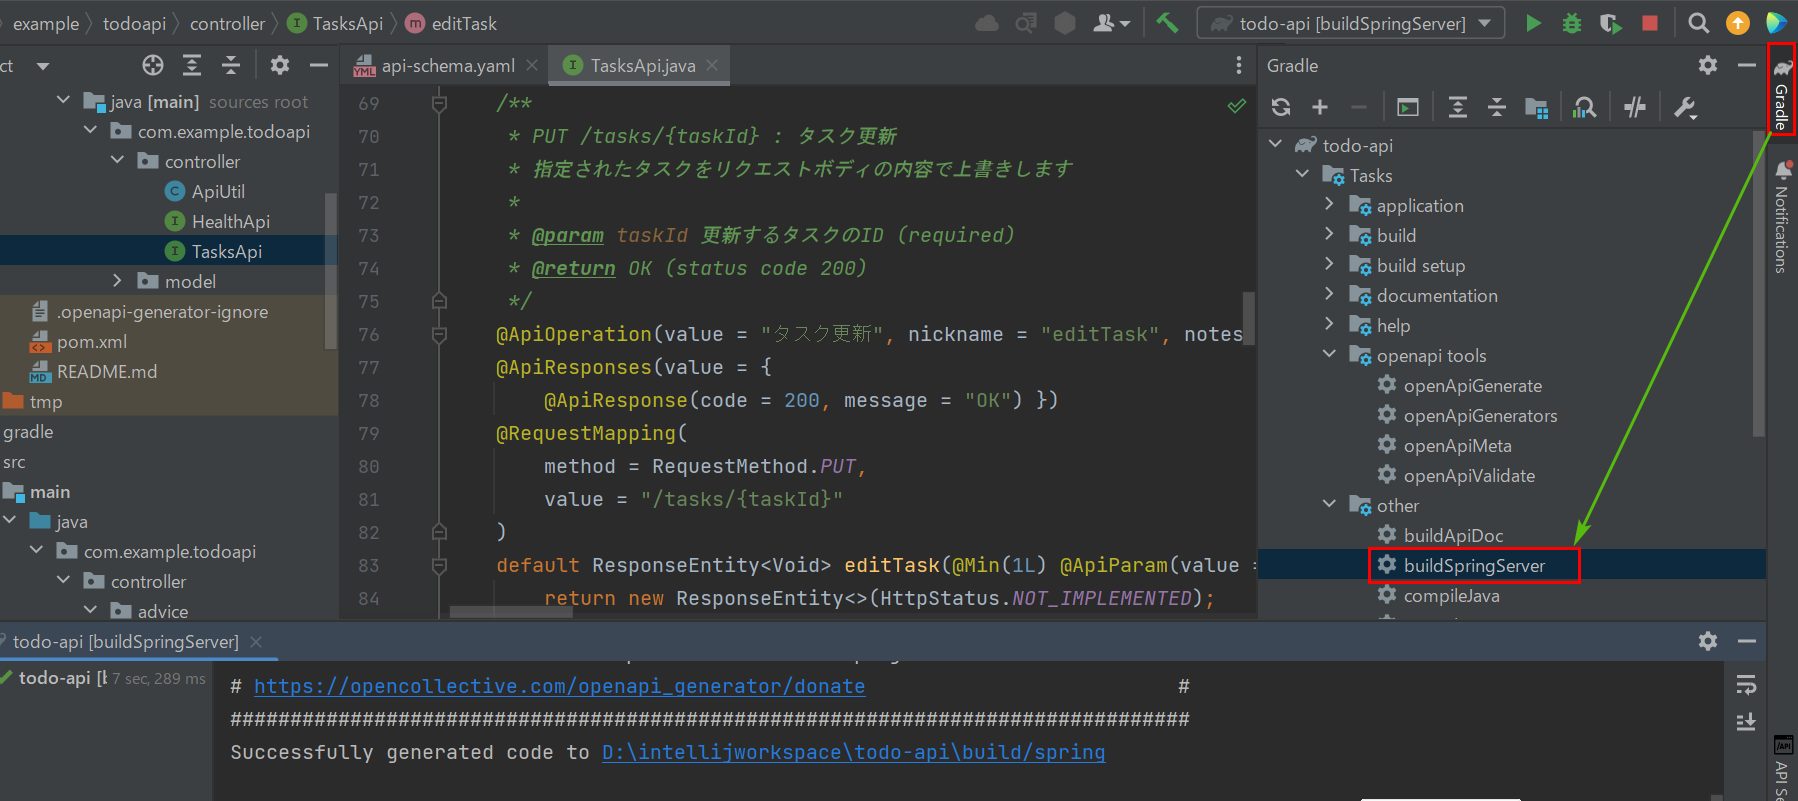 example todoapi controller TasksApi editTask
todo-api [buildSpringServer]
ct
java [main] sources root
com.example.todoapi
controller
ApiUtil
HealthApi
TasksApi
model
.openapi-generator-ignore
pom.xml
README.md
tmp
gradle
src
main
java
com.example.todoapi
controller
advice
api-schema.yaml
TasksApi.java
69 /**
70 * PUT /tasks/{taskId} : タスク更新
71 * 指定されたタスクをリクエストボディの内容で上書きします
72 *
73 * @param taskId 更新するタスクのID (required)
74 * @return OK (status code 200)
75 */
76 @ApiOperation(value = "タスク更新", nickname = "editTask", notes
77 @ApiResponses(value = {
78 @ApiResponse(code = 200, message = "OK") })
79 @RequestMapping(
80 method = RequestMethod.PUT,
81 value = "/tasks/{taskId}"
82 )
83 default ResponseEntity<Void> editTask(@Min(1L) @ApiParam(value =
84 return new ResponseEntity<>(HttpStatus.NOT_IMPLEMENTED);
Gradle
todo-api
Tasks
application
build
build setup
documentation
help
openapi tools
openApiGenerate
openApiGenerators
openApiMeta
openApiValidate
other
buildApiDoc
buildSpringServer
compileJava
Gradle
Notifications
API Se
todo-api [buildSpringServer]
todo-api [b 7 sec, 289 ms
# https://opencollective.com/openapi_generator/donate #
################################################################################
Successfully generated code to D:\intellijworkspace\todo-api\build/spring